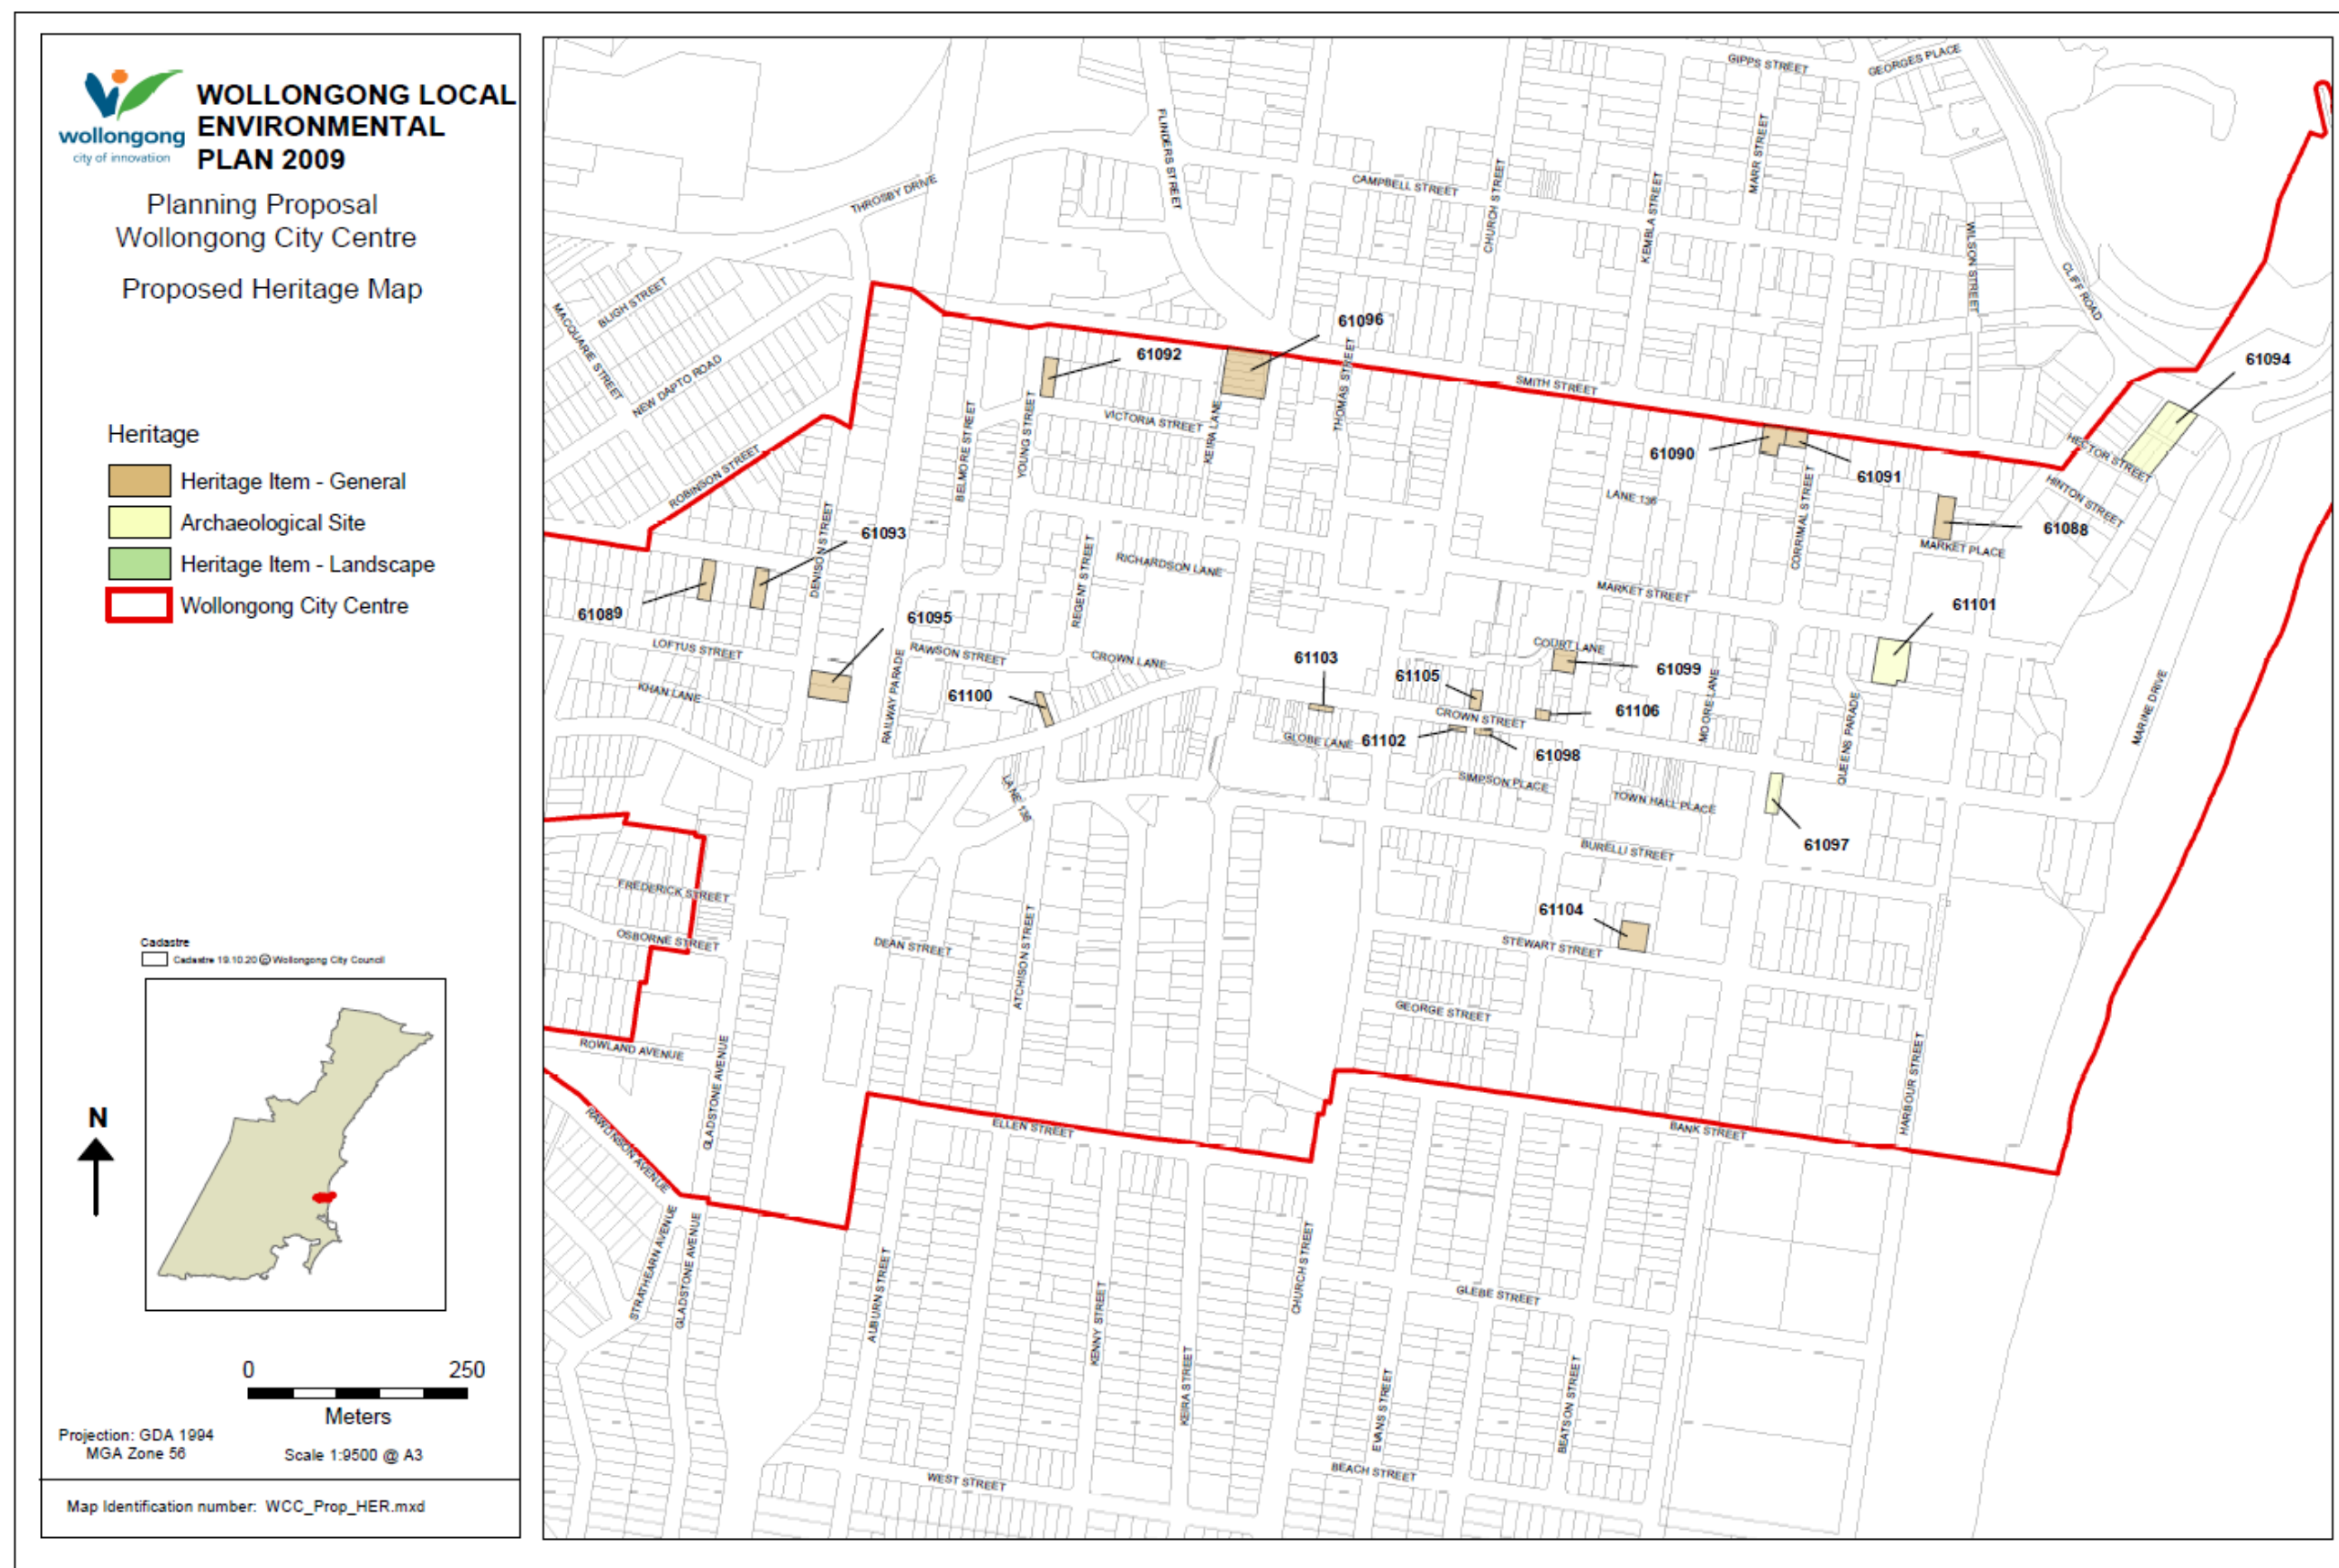 wollongong
city of innovation
WOLLONGONG LOCAL
ENVIRONMENTAL
PLAN 2009
Planning Proposal
Wollongong City Centre
Proposed Heritage Map
Heritage
Heritage Item - General
Archaeological Site
Heritage Item - Landscape
Wollongong City Centre
Cadastre
Cadastre 19.10.20 © Wollongong City Council
N
0 250
Meters
Projection: GDA 1994
MGA Zone 56
Scale 1:9500 @ A3
Map Identification number: WCC_Prop_HER.mxd
GIPPS STREET
GEORGES PLACE
FLINDERS STREET
CAMPBELL STREET
CHURCH STREET
KEMBLA STREET
MARR STREET
THROSBY DRIVE
WILSON STREET
CLIFF ROAD
BLIGH STREET
MACQUARIE STREET
NEW DAPTO ROAD
61096
61092
61094
THOMAS STREET
SMITH STREET
VICTORIA STREET
KEIRA LANE
YOUNG STREET
BELMORE STREET
ROBINSON STREET
61090
61091
HECTOR STREET
HINTON STREET
LANE 136
CORRIMAL STREET
61088
MARKET PLACE
DENISON STREET
61093
REGENT STREET
RICHARDSON LANE
MARKET STREET
61089
61095
61101
LOFTUS STREET
RAWSON STREET
CROWN LANE
COURT LANE
61103
61099
61105
KHAN LANE
RAILWAY PARADE
61100
CROWN STREET
61106
MOORE LANE
QUEENS PARADE
MARINE DRIVE
GLOBE LANE
61102
61098
SIMPSON PLACE
TOWN HALL PLACE
LANE 136
61097
BURELLI STREET
FREDERICK STREET
61104
OSBORNE STREET
DEAN STREET
ATCHISON STREET
STEWART STREET
GEORGE STREET
ROWLAND AVENUE
GLADSTONE AVENUE
HARBOUR STREET
RAWLINSON AVENUE
ELLEN STREET
BANK STREET
STRATHEARN AVENUE
GLADSTONE AVENUE
AUBURN STREET
KENNY STREET
KEIRA STREET
CHURCH STREET
GLEBE STREET
EVANS STREET
BEATSON STREET
WEST STREET
BEACH STREET